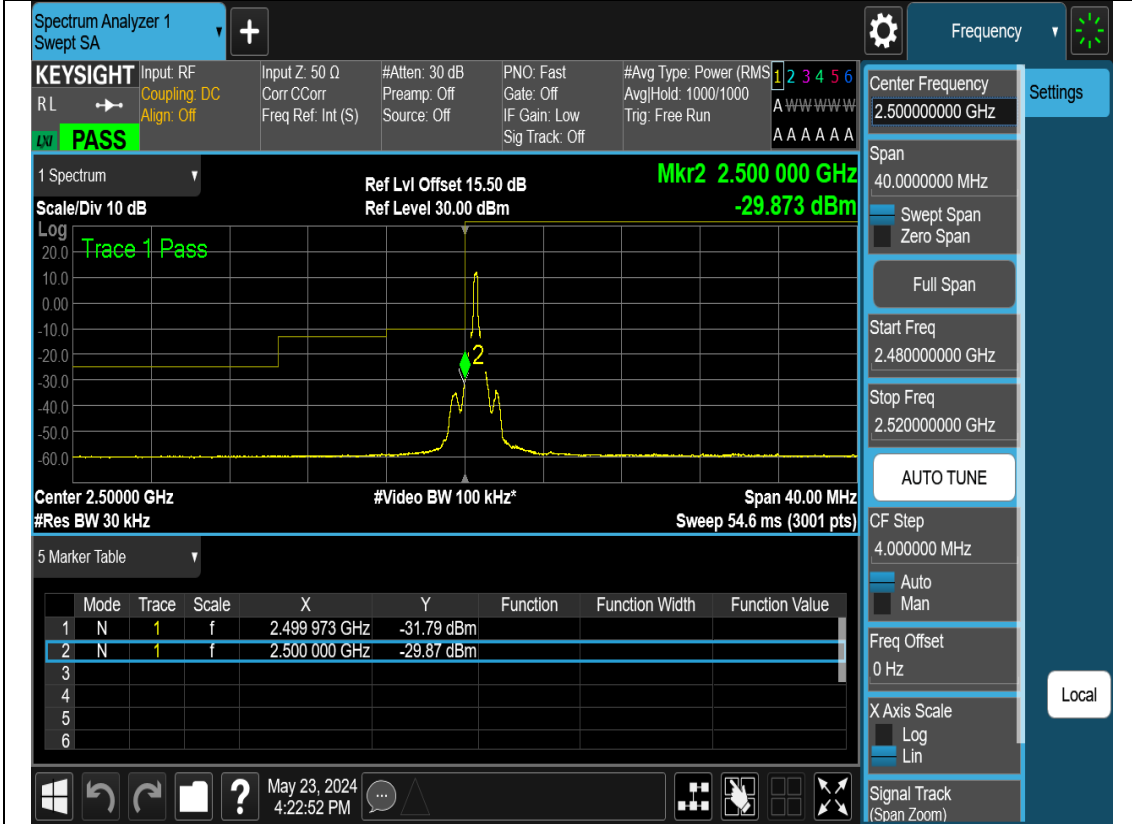 Spectrum Analyzer 1
Swept SA
+
Frequency
KEYSIGHT
RL
LXI PASS
Input: RF
Coupling: DC
Align: Off
Input Z: 50 Ω
Corr CCorr
Freq Ref: Int (S)
#Atten: 30 dB
Preamp: Off
Source: Off
PNO: Fast
Gate: Off
IF Gain: Low
Sig Track: Off
#Avg Type: Power (RMS
Avg|Hold: 1000/1000
Trig: Free Run
1 2 3 4 5 6
A W W W W W
A A A A A A
1 Spectrum
Scale/Div 10 dB
Ref Lvl Offset 15.50 dB
Ref Level 30.00 dBm
Mkr2 2.500 000 GHz
-29.873 dBm
Log
Trace 1 Pass
20.0
10.0
0.00
-10.0
-20.0
2
-30.0
-40.0
-50.0
-60.0
Center 2.50000 GHz
#Video BW 100 kHz*
Span 40.00 MHz
#Res BW 30 kHz
Sweep 54.6 ms (3001 pts)
5 Marker Table
Mode Trace Scale X Y Function Function Width Function Value
1 N 1 f 2.499 973 GHz -31.79 dBm
2 N 1 f 2.500 000 GHz -29.87 dBm
3
4
5
6
?
May 23, 2024
4:22:52 PM
Center Frequency
2.500000000 GHz
Settings
Span
40.0000000 MHz
Swept Span
Zero Span
Full Span
Start Freq
2.480000000 GHz
Stop Freq
2.520000000 GHz
AUTO TUNE
CF Step
4.000000 MHz
Auto
Man
Freq Offset
0 Hz
Local
X Axis Scale
Log
Lin
Signal Track
(Span Zoom)